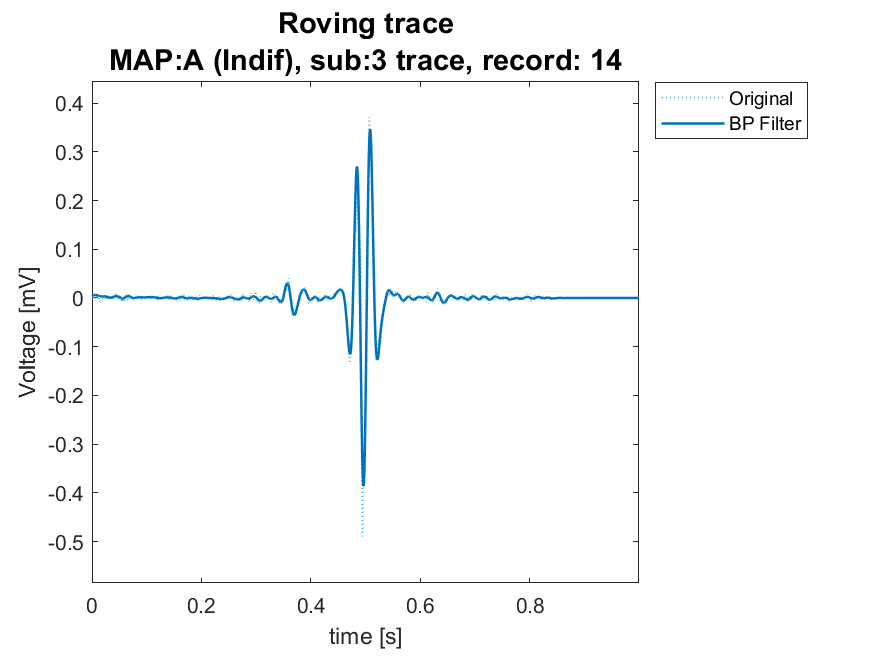 Roving trace
MAP:A (Indif), sub:3 trace, record: 14
Original
BP Filter
0.4
0.3
0.2
0.1
0
-0.1
-0.2
-0.3
-0.4
-0.5
Voltage [mV]
0
0.2
0.4
0.6
0.8
time [s]